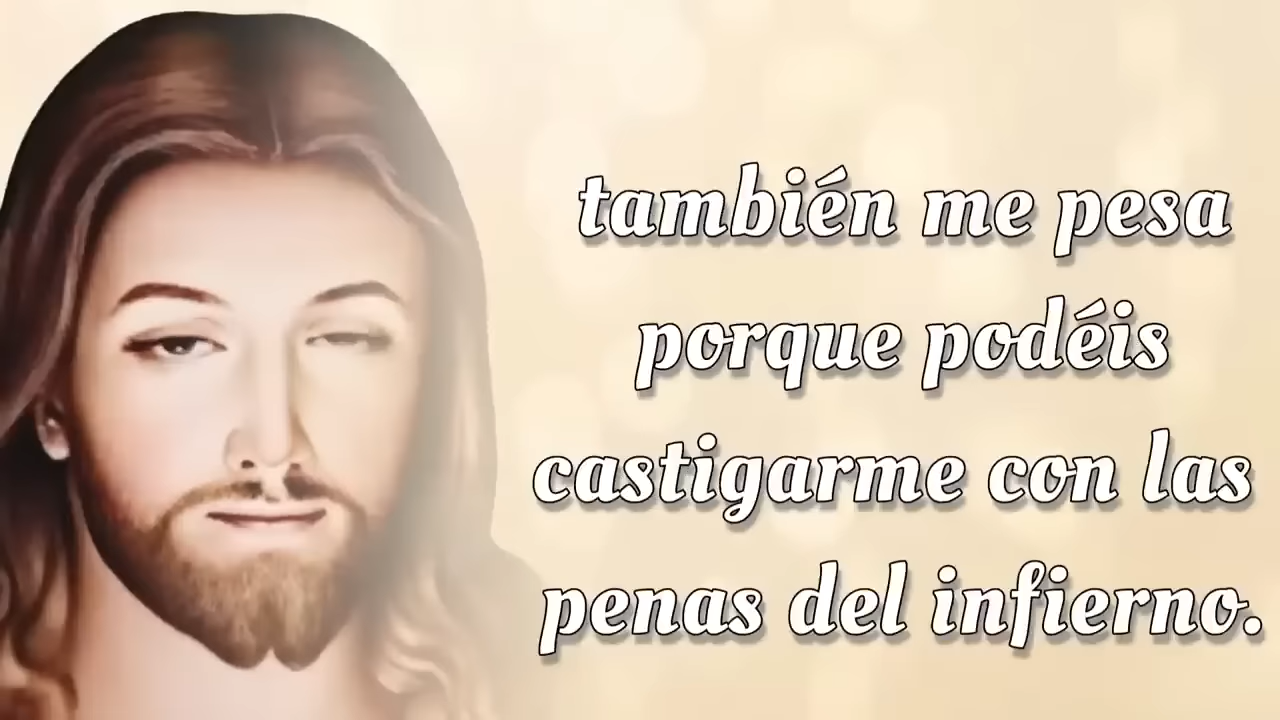 también me pesa
porque podéis
castigarme con las
penas del infierno.